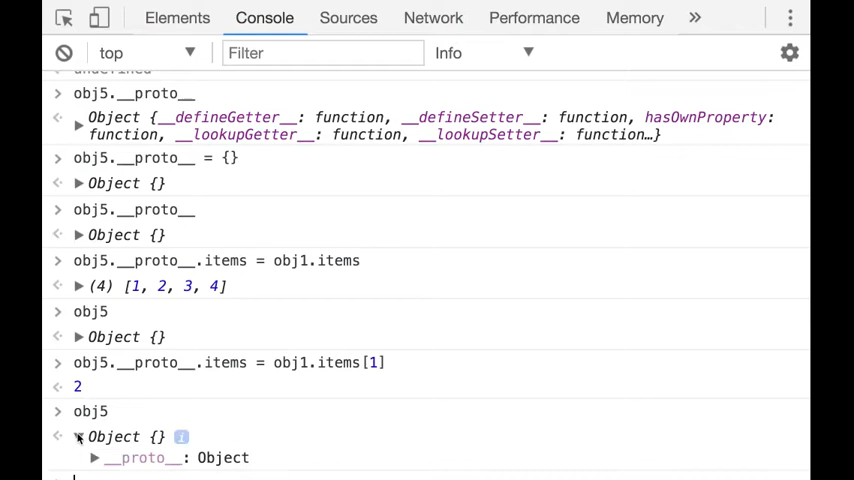 Elements Console Sources Network Performance Memory »
top ▼ Filter Info ▼
undefined
> obj5.__proto__
Object {__defineGetter__: function, __defineSetter__: function, hasOwnProperty:
function, __lookupGetter__: function, __lookupSetter__: function…}
> obj5.__proto__ = {}
Object {}
> obj5.__proto__
Object {}
> obj5.__proto__.items = obj1.items
(4) [1, 2, 3, 4]
> obj5
Object {}
> obj5.__proto__.items = obj1.items[1]
2
> obj5
Object {} i
__proto__: Object